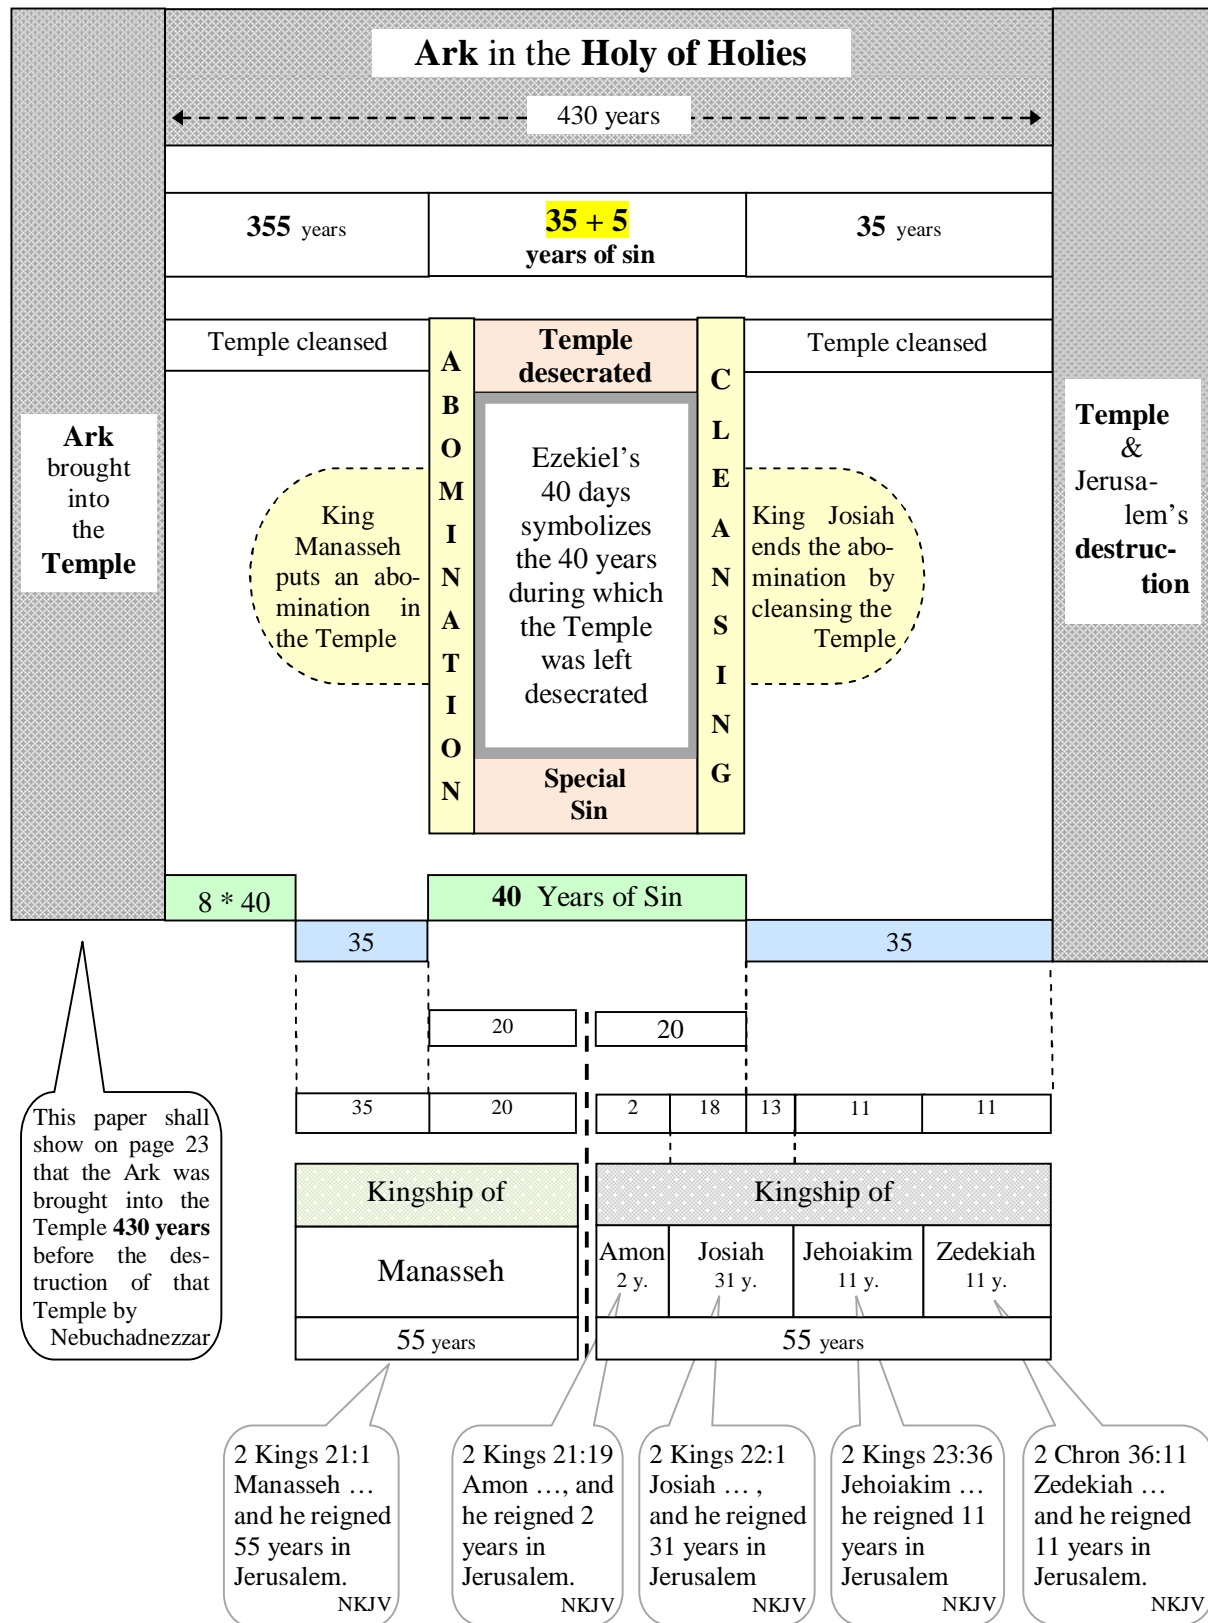 Ark in the Holy of Holies
430 years
355 years
35 + 5
years of sin
35 years
Temple cleansed
Temple
desecrated
Temple cleansed
A
B
O
M
I
N
A
T
I
O
N
C
L
E
A
N
S
I
N
G
Ark
brought
into
the
Temple
King
Manasseh
puts an abo-
mination in
the Temple
Ezekiel's
40 days
symbolizes
the 40 years
during which
the Temple
was left
desecrated
King Josiah
ends the abo-
mination by
cleansing the
Temple
Temple
&
Jerusa-
lem's
destruc-
tion
Special
Sin
8 * 40
40 Years of Sin
35
35
20
20
35
20
2
18
13
11
11
This paper shall
show on page 23
that the Ark was
brought into the
Temple 430 years
before the des-
truction of that
Temple by
Nebuchadnezzar
Kingship of
Kingship of
Manasseh
Amon
2 y.
Josiah
31 y.
Jehoiakim
11 y.
Zedekiah
11 y.
55 years
55 years
2 Kings 21:1
Manasseh …
and he reigned
55 years in
Jerusalem.
NKJV
2 Kings 21:19
Amon …, and
he reigned 2
years in
Jerusalem.
NKJV
2 Kings 22:1
Josiah … ,
and he reigned
31 years in
Jerusalem
NKJV
2 Kings 23:36
Jehoiakim …
he reigned 11
years in
Jerusalem
NKJV
2 Chron 36:11
Zedekiah …
and he reigned
11 years in
Jerusalem.
NKJV